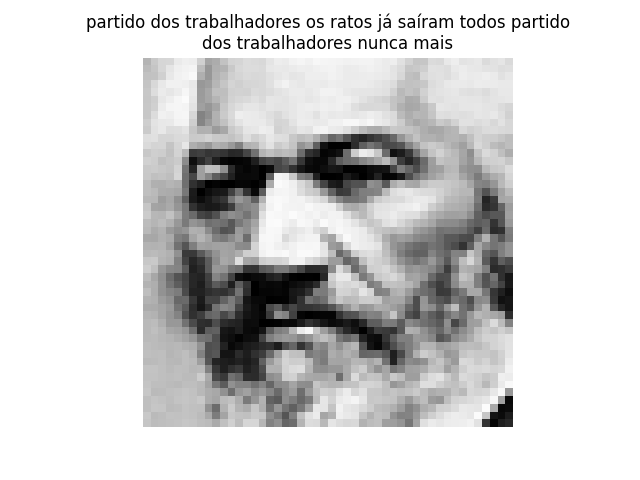 partido dos trabalhadores os ratos já saíram todos partido
dos trabalhadores nunca mais